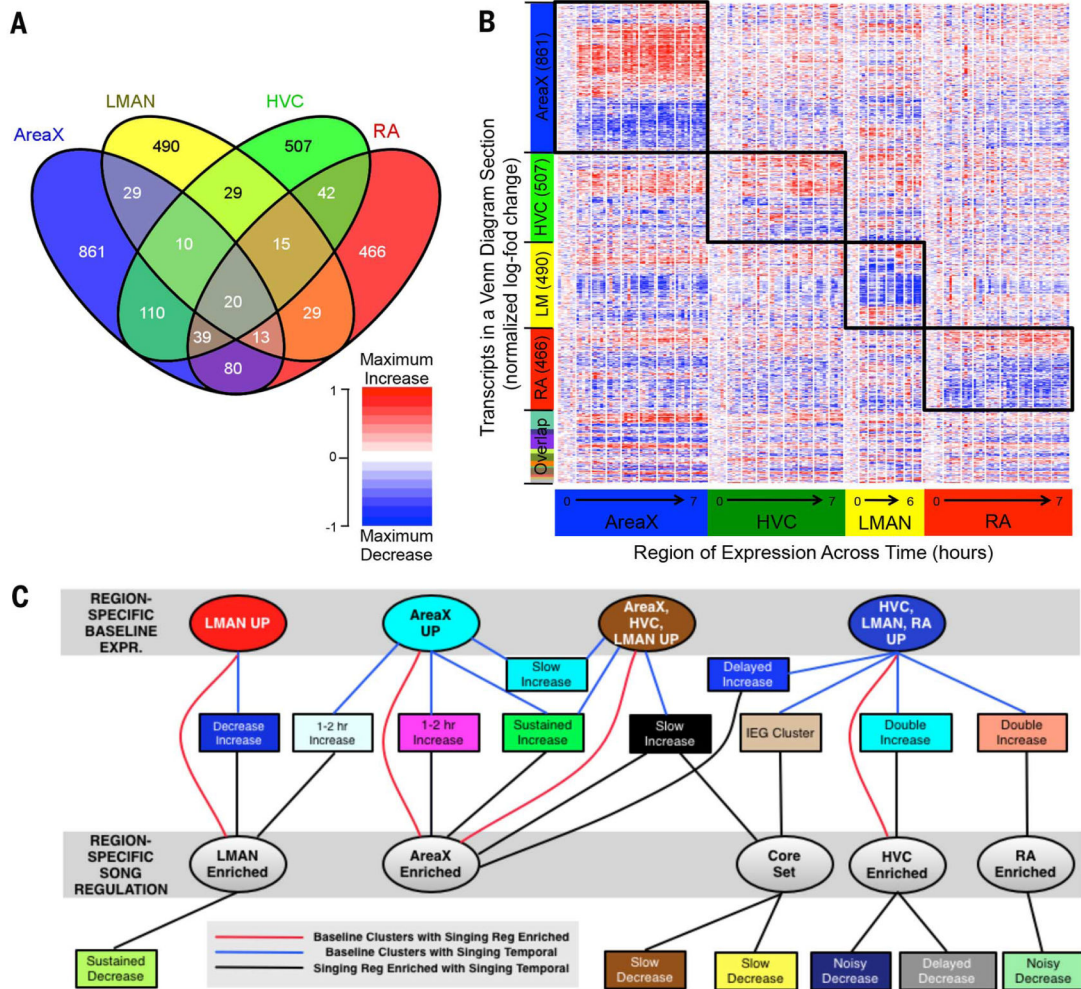 A
LMAN
HVC
AreaX
RA
490
507
29
29
42
861
10
15
466
110
20
29
39
13
80
Maximum
Increase
1
0
-1
Maximum
Decrease
B
Transcripts in a Venn Diagram Section
(normalized log-fod change)
AreaX (861)
HVC (507)
LM (490)
RA (466)
Overlap
0 7
AreaX
0 7
HVC
0 6
LMAN
0 7
RA
Region of Expression Across Time (hours)
C
REGION-
SPECIFIC
BASELINE
EXPR.
LMAN UP
AreaX
UP
AreaX,
HVC,
LMAN UP
HVC,
LMAN, RA
UP
Slow
Increase
Delayed
Increase
Decrease
Increase
1-2 hr
Increase
1-2 hr
Increase
Sustained
Increase
Slow
Increase
IEG Cluster
Double
Increase
Double
Increase
REGION-
SPECIFIC
SONG
REGULATION
LMAN
Enriched
AreaX
Enriched
Core
Set
HVC
Enriched
RA
Enriched
Sustained
Decrease
Baseline Clusters with Singing Reg Enriched
Baseline Clusters with Singing Temporal
Singing Reg Enriched with Singing Temporal
Slow
Decrease
Slow
Decrease
Noisy
Decrease
Delayed
Decrease
Noisy
Decrease